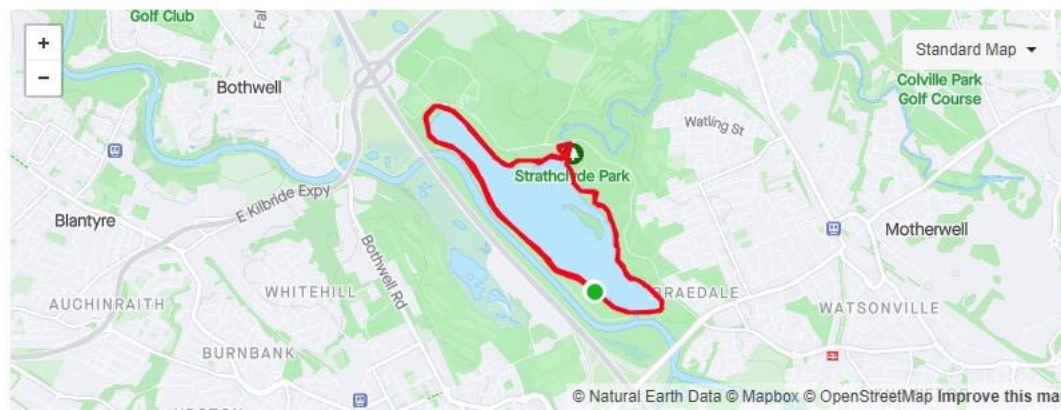 Golf Club
Standard Map
+
−
Bothwell
Colville Park
Golf Course
Watling St
Strathclyde Park
E Kilbride Expy
Blantyre
Bothwell Rd
Motherwell
WHITEHILL
BRAEDALE
AUCHINRAITH
WATSONVILLE
BURNBANK
© Natural Earth Data © Mapbox © OpenStreetMap Improve this ma